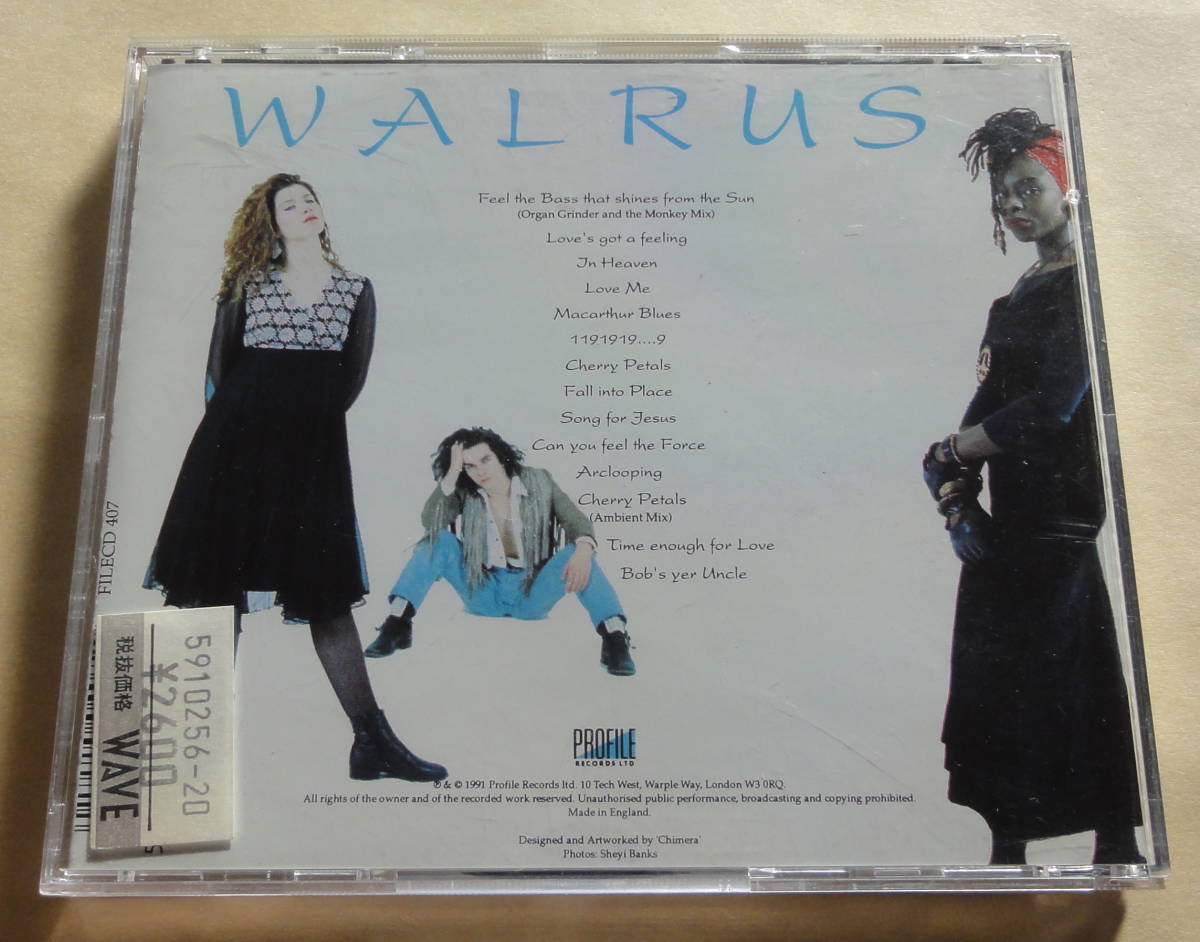 WALRUS
Feel the Bass that shines from the Sun
(Organ Grinder and the Monkey Mix)
Love's got a feeling
In Heaven
Love Me
Macarthur Blues
1191919....9
Cherry Petals
Fall into Place
Song for Jesus
Can you feel the Force
Arclooping
Cherry Petals
(Ambient Mix)
Time enough for Love
Bob's yer Uncle
FILECD 407
5910256-20
¥2600
税抜価格 WAVE
PROFILE
RECORDS LTD
℗ & © 1991 Profile Records ltd. 10 Tech West, Warple Way, London W3 0RQ.
All rights of the owner and of the recorded work reserved. Unauthorised public performance, broadcasting and copying prohibited.
Made in England.
Designed and Artworked by 'Chimera'
Photos: Sheyi Banks